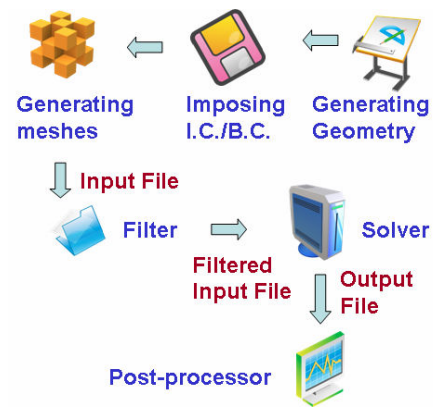 Generating
meshes
Imposing
I.C./B.C.
Generating
Geometry
Input File
Filter
Filtered
Input File
Solver
Output
File
Post-processor